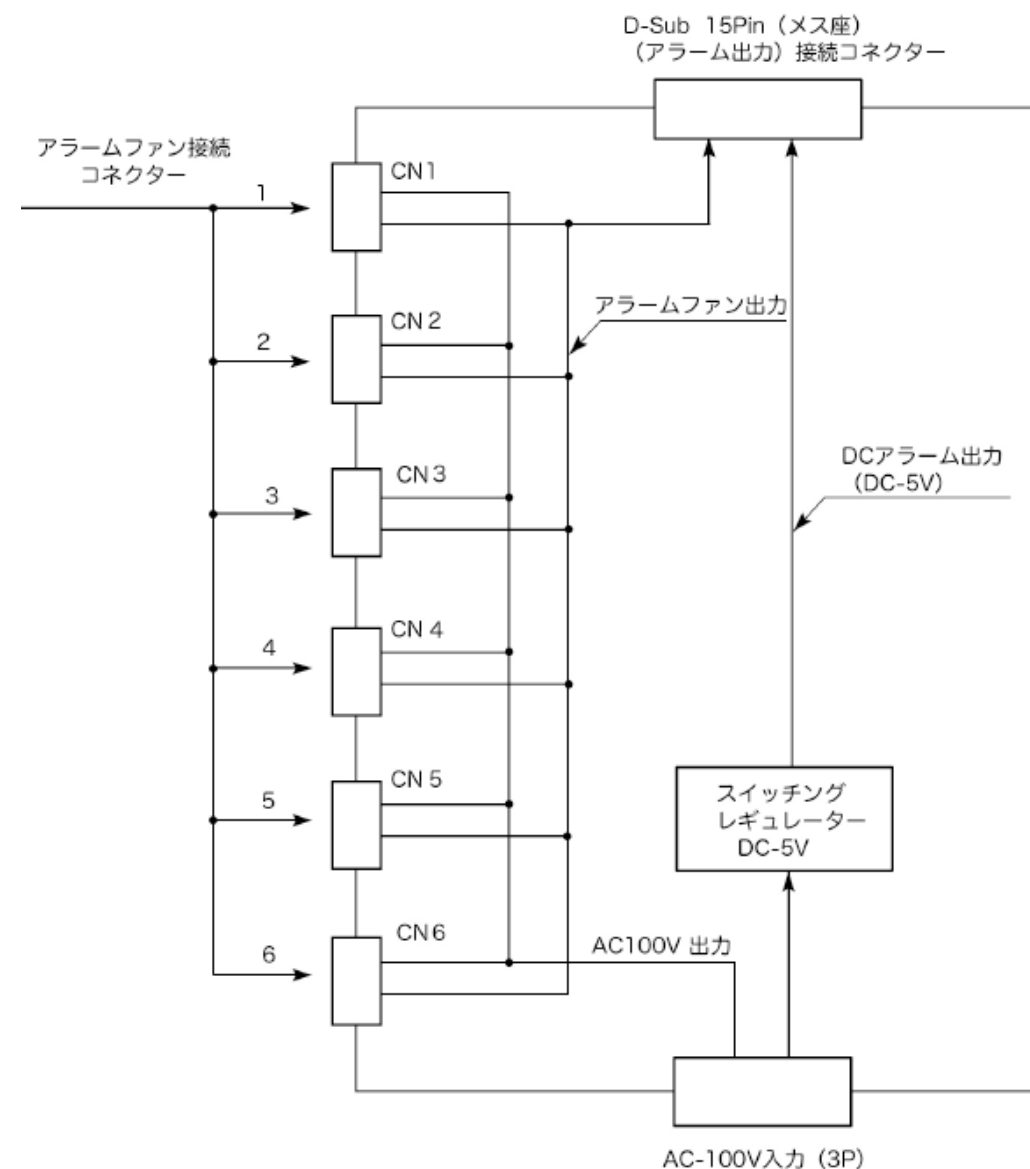 D-Sub 15Pin（メス座）
（アラーム出力）接続コネクター
アラームファン接続
コネクター
1
CN1
2
CN2
アラームファン出力
3
CN3
DCアラーム出力
（DC-5V）
4
CN4
5
CN5
スイッチング
レギュレーター
DC-5V
6
CN6
AC100V 出力
AC-100V入力（3P）